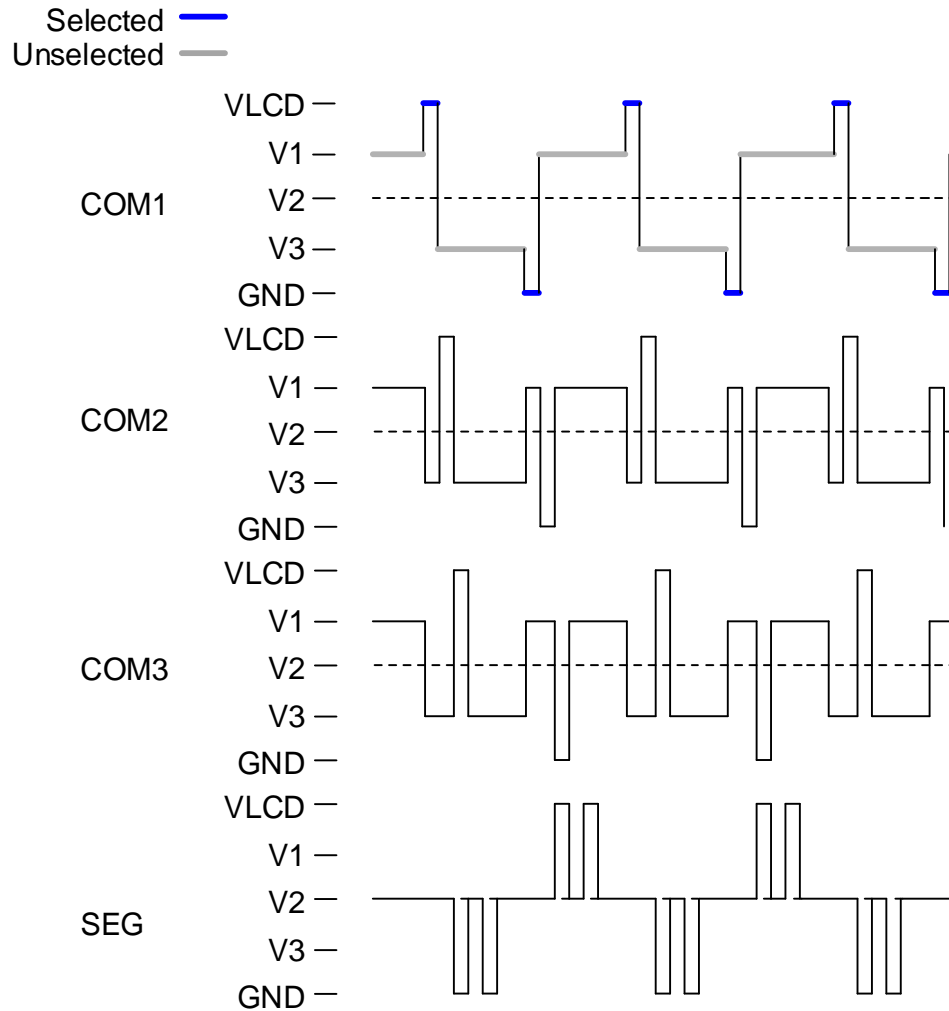 Selected
Unselected
VLCD
V1
COM1
V2
V3
GND
VLCD
V1
COM2
V2
V3
GND
VLCD
V1
COM3
V2
V3
GND
VLCD
V1
V2
SEG
V3
GND